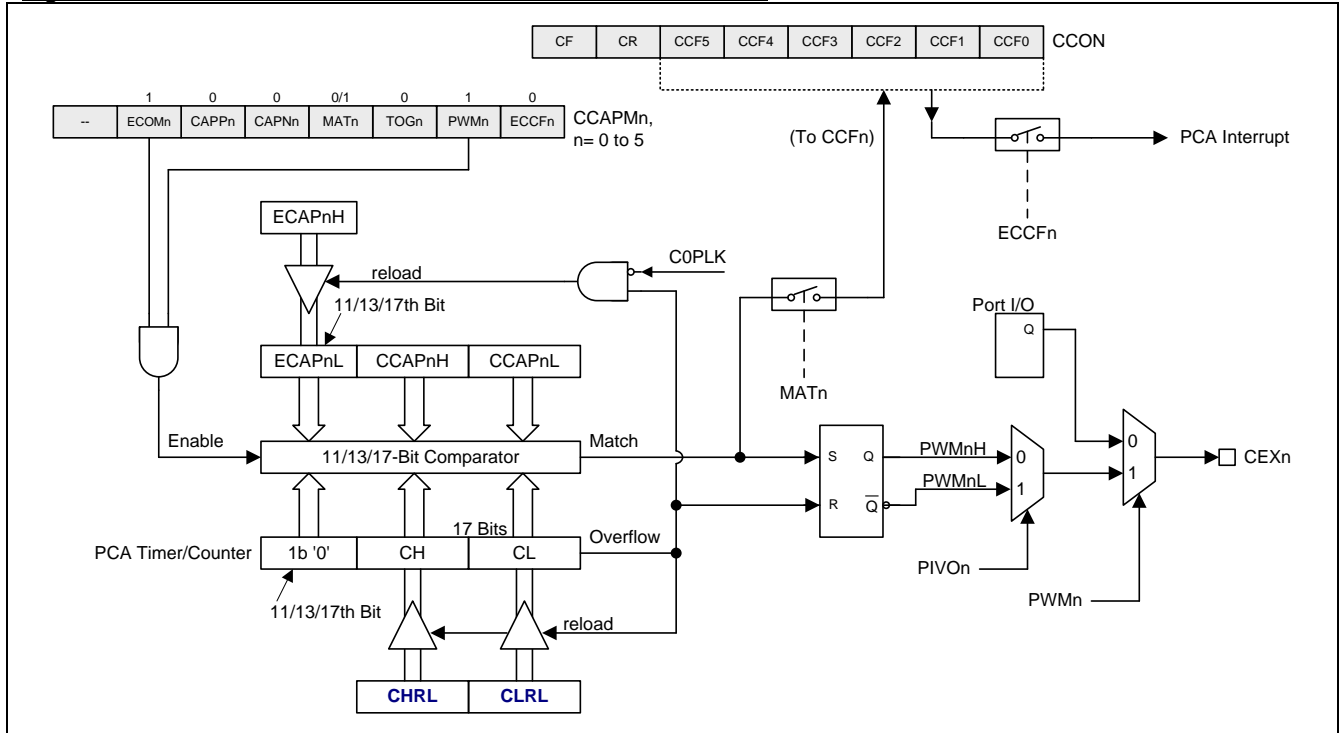 CF CR CCF5 CCF4 CCF3 CCF2 CCF1 CCF0 CCON
1 0 0 0/1 0 1 0
-- ECOMn CAPPn CAPNn MATn TOGn PWMn ECCFn
CCAPMn,
n= 0 to 5
(To CCFn)
PCA Interrupt
ECCFn
ECAPnH
C0PLK
reload
11/13/17th Bit
Port I/O
Q
ECAPnL CCAPnH CCAPnL
MATn
Enable
11/13/17-Bit Comparator
Match
S Q
R Q
PWMnH
PWMnL
0
1
0
1
CEXn
17 Bits
Overflow
PCA Timer/Counter
1b '0' CH CL
PIVOn
PWMn
11/13/17th Bit
reload
CHRL CLRL